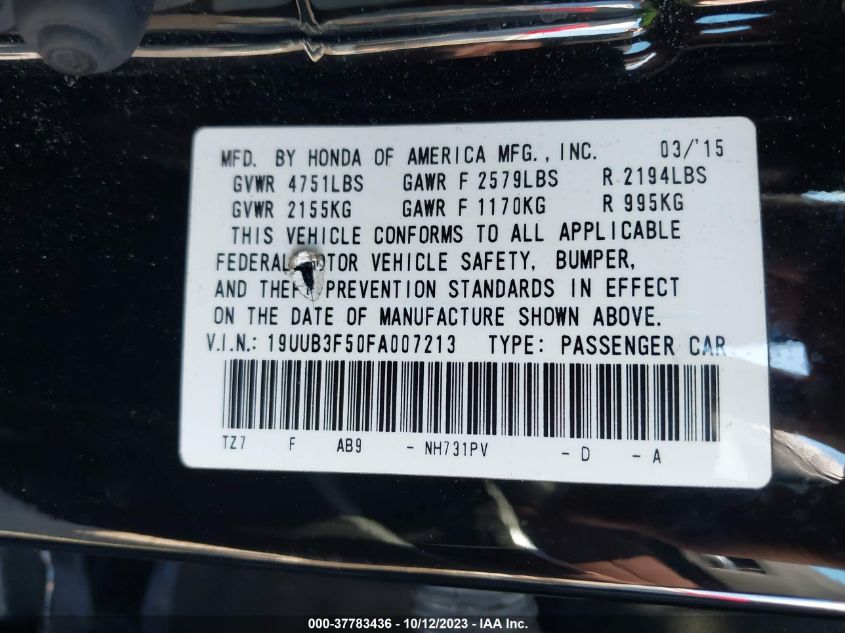 MFD. BY HONDA OF AMERICA MFG., INC. 03/'15
GVWR 4751LBS GAWR F 2579LBS R 2194LBS
GVWR 2155KG GAWR F 1170KG R 995KG
THIS VEHICLE CONFORMS TO ALL APPLICABLE
FEDERAL VEHICLE SAFETY, BUMPER,
AND THEFT PREVENTION STANDARDS IN EFFECT
ON THE DATE OF MANUFACTURE SHOWN ABOVE.
V.I.N.: 19UUB3F50FA007213 TYPE: PASSENGER CAR
TZ7 F AB9 - NH731PV - D - A
000-37783436 - 10/12/2023 - IAA Inc.